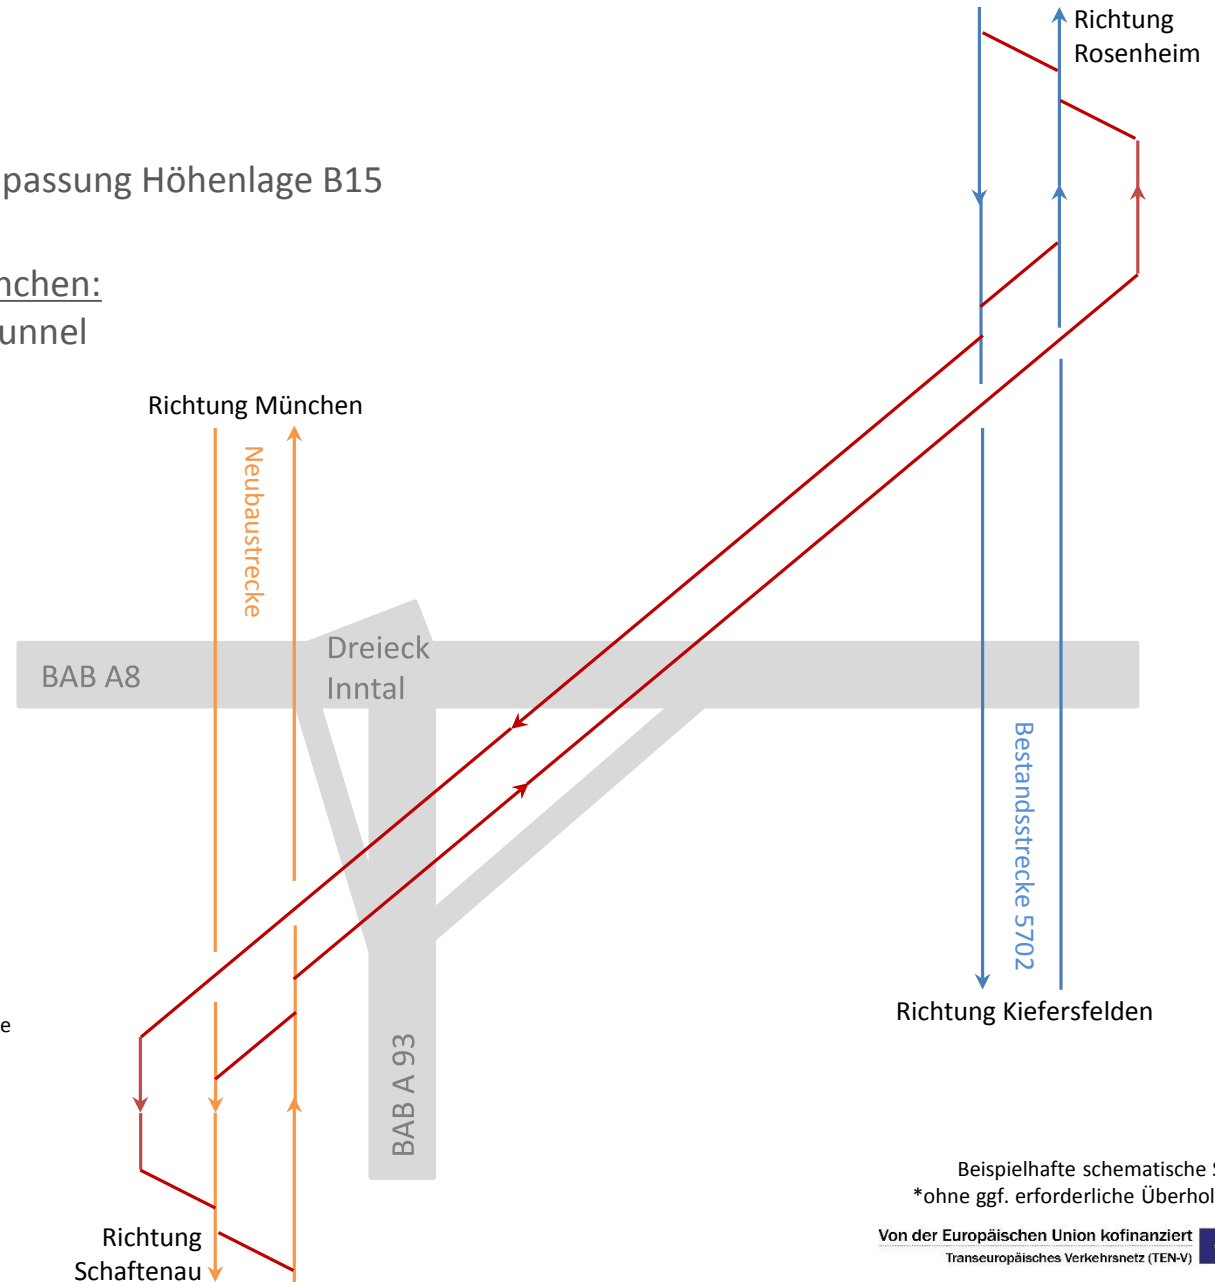 Richtung
Rosenheim
passung Höhenlage B15
nchen:
unnel
Richtung München
Neubaustrecke
Dreieck
Inntal
BAB A8
Bestandsstrecke 5702
Richtung Kiefersfelden
e
BAB A 93
Beispielhafte schematische S
*ohne ggf. erforderliche Überhol
Richtung
Schaftenau
Von der Europäischen Union kofinanziert
Transeuropäisches Verkehrsnetz (TEN-V)